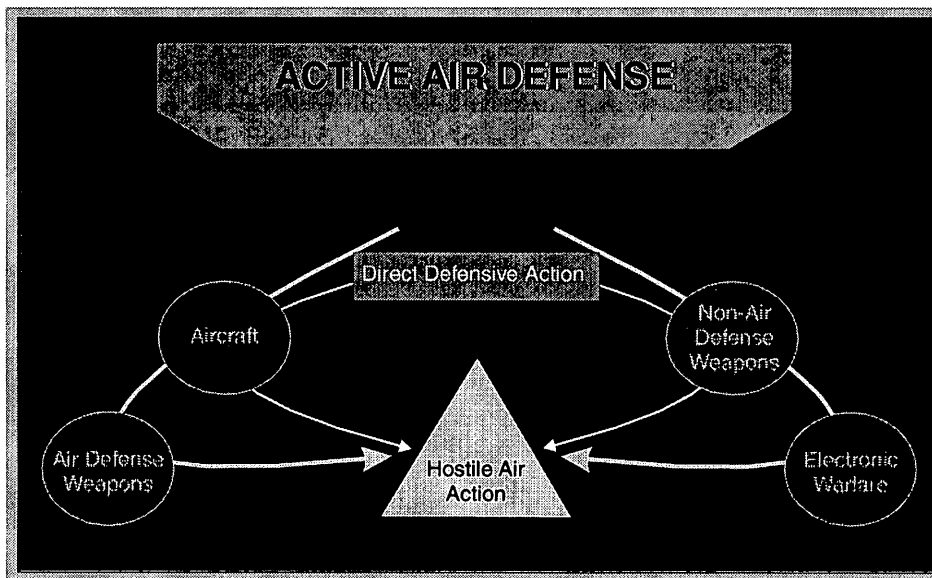 ACTIVE AIR DEFENSE
Direct Defensive Action
Aircraft
Non-Air
Defense
Weapons
Air Defense
Weapons
Hostile Air
Action
Electronic
Warfare